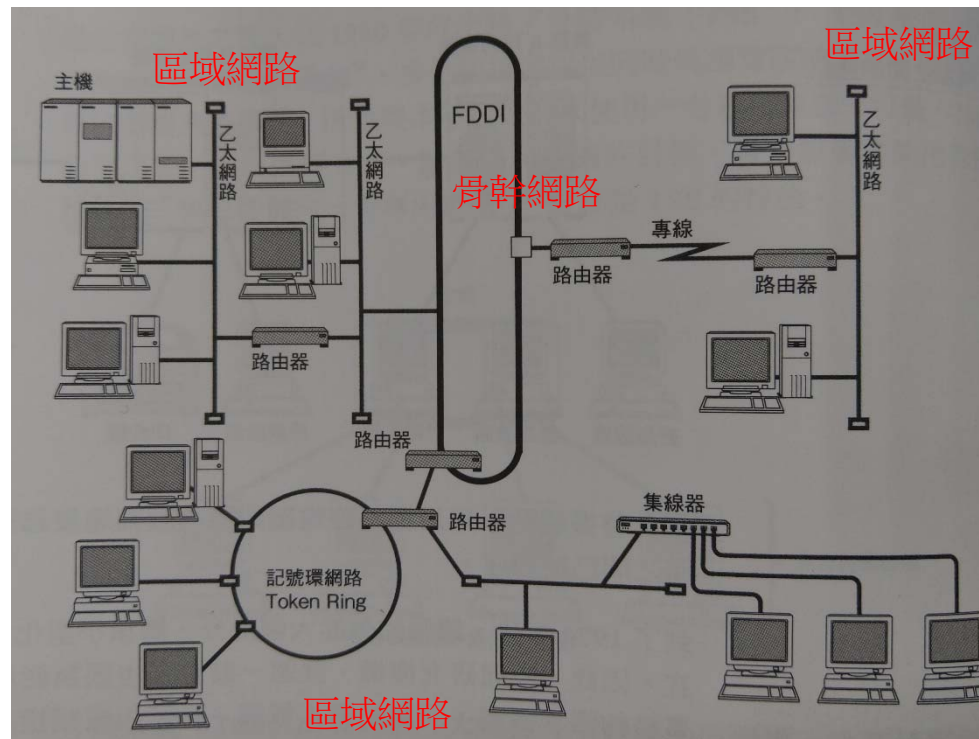 區域網路
區域網路
主機
乙太網路
乙太網路
FDDI
乙太網路
骨幹網路
專線
路由器
路由器
路由器
路由器
集線器
路由器
記號環網路
Token Ring
區域網路